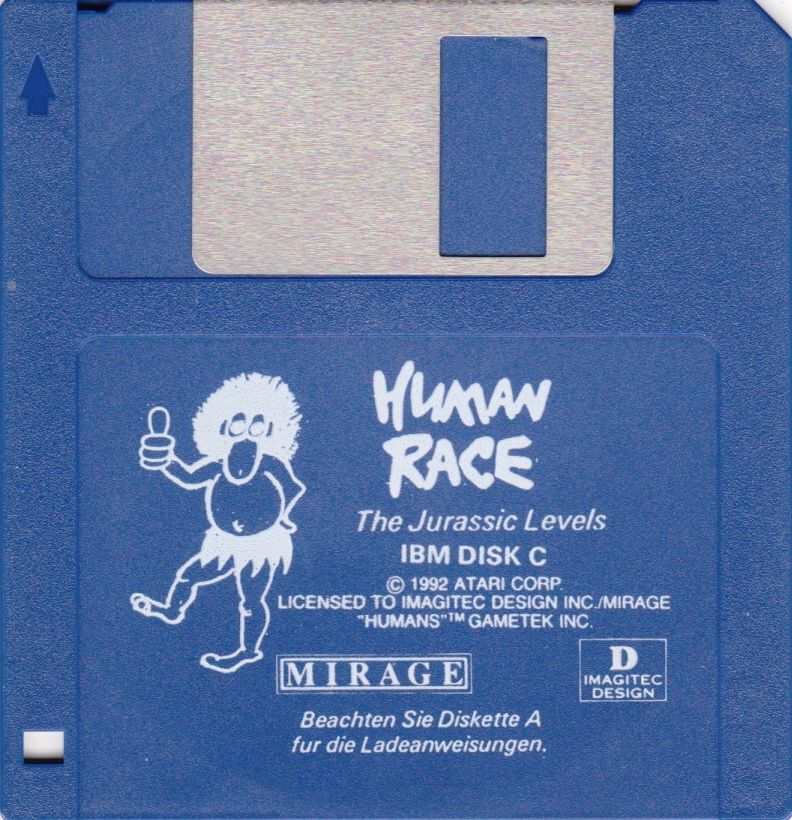 HUMAN
RACE
The Jurassic Levels
IBM DISK C
© 1992 ATARI CORP.
LICENSED TO IMAGITEC DESIGN INC./MIRAGE
"HUMANS"™ GAMETEK INC.
MIRAGE
D
IMAGITEC
DESIGN
Beachten Sie Diskette A
fur die Ladeanweisungen.